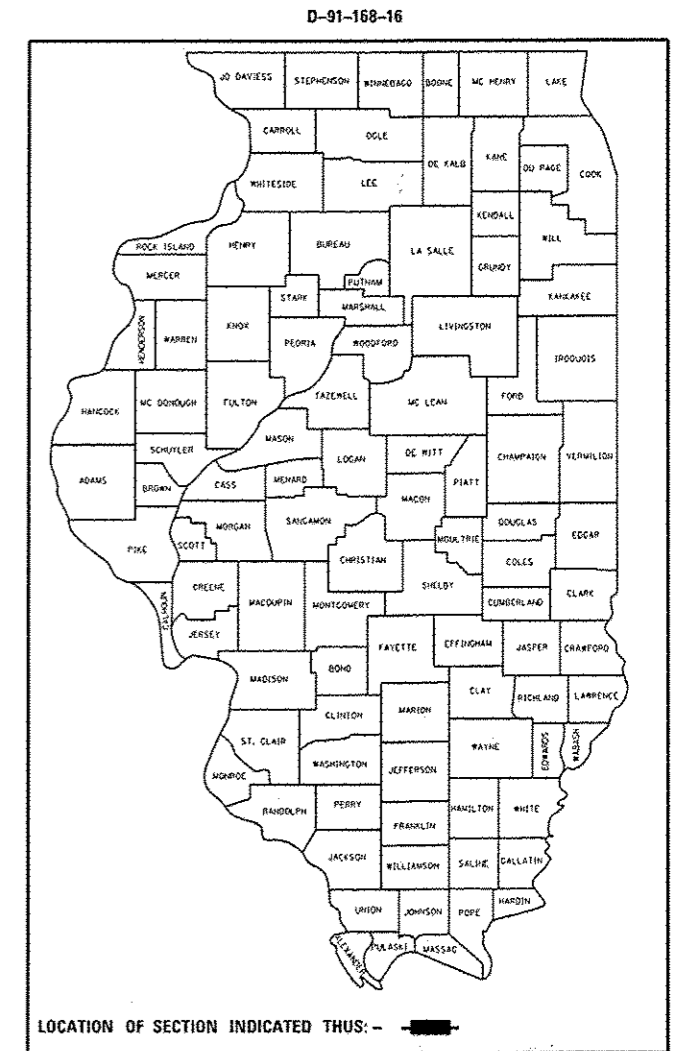 D-91-168-16
JO DAVIESS STEPHENSON WINNEBAGO BOONE MC HENRY LAKE
CARROLL OGLE DE KALB KANE DU PAGE COOK
WHITESIDE LEE KENDALL WILL
ROCK ISLAND HENRY BUREAU LA SALLE GRUNDY
MERCER STARK PUTNAM MARSHALL KANKAKEE
HENDERSON WARREN KNOX PEORIA WOODFORD LIVINGSTON IROQUOIS
HANCOCK MC DONOUGH FULTON TAZEWELL MC LEAN FORD
SCHUYLER MASON LOGAN DE WITT CHAMPAIGN VERMILION
ADAMS BROWN CASS MENARD MACON PIATT
PIKE SCOTT MORGAN SANGAMON CHRISTIAN MOULTRIE DOUGLAS EDGAR
COLES
CALHOUN GREENE MACOUPIN MONTGOMERY SHELBY CUMBERLAND CLARK
JERSEY FAYETTE EFFINGHAM JASPER CRAWFORD
MADISON BOND CLAY RICHLAND LAWRENCE
CLINTON MARION
ST. CLAIR WASHINGTON JEFFERSON WAYNE EDWARDS WABASH
MONROE
RANDOLPH PERRY FRANKLIN HAMILTON WHITE
JACKSON WILLIAMSON SALINE GALLATIN
UNION JOHNSON POPE HARDIN
ALEXANDER PULASKI MASSAC
LOCATION OF SECTION INDICATED THUS: -